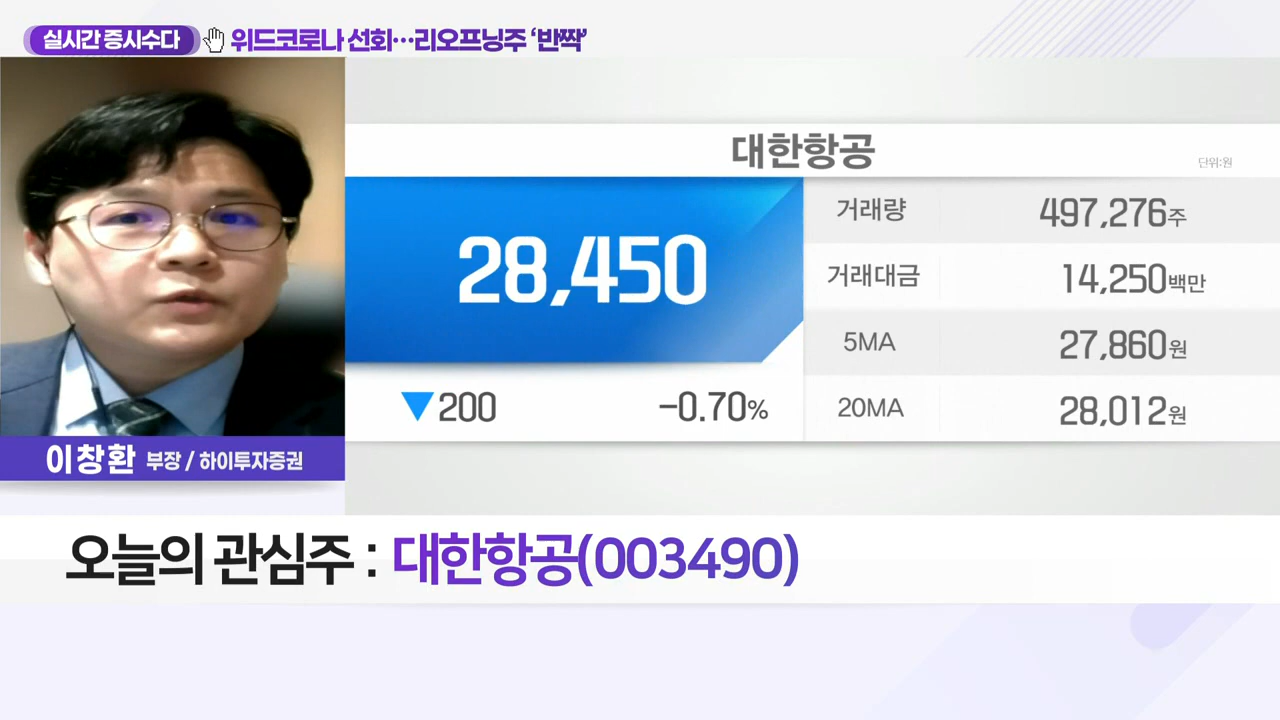 실시간 증시수다 위드코로나 선회…리오프닝주 ‘반짝’
대한항공
단위:원
28,450
▼200 -0.70%
거래량 497,276주
거래대금 14,250백만
5MA 27,860원
20MA 28,012원
이창환 부장 / 하이투자증권
오늘의 관심주 : 대한항공(003490)